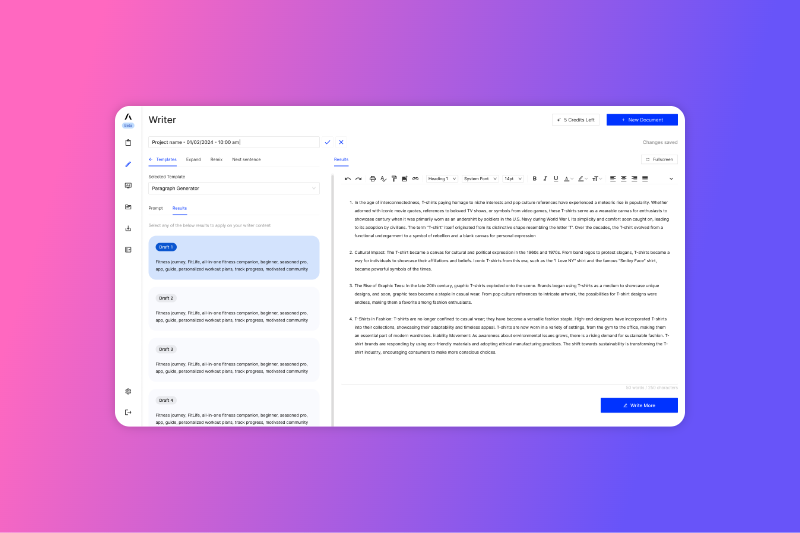 Writer
5 Credits Left
+ New Document
Project name - 01/02/2024 - 10:00 am
Changes saved
Templates
Expand
Remix
Next sentence
Results
Fullscreen
Selected Template
Paragraph Generator
Heading 1
System Font
14pt
Prompt
Results
Select any of the below results to apply on your writer content
Draft 1
Fitness journey, FitLife, all-in-one fitness companion, beginner, seasoned pro,
app, guide, personalized workout plans, track progress, motivated community
Draft 2
Fitness journey, FitLife, all-in-one fitness companion, beginner, seasoned pro,
app, guide, personalized workout plans, track progress, motivated community
Draft 3
Fitness journey, FitLife, all-in-one fitness companion, beginner, seasoned pro,
app, guide, personalized workout plans, track progress, motivated community
Draft 4
Fitness journey, FitLife, all-in-one fitness companion, beginner, seasoned pro,
app, guide, personalized workout plans, track progress, motivated community
1. In the age of interconnectedness, T-shirts paying homage to niche interests and pop culture references have experienced a meteoric rise in popularity. Whether
adorned with iconic movie quotes, references to beloved TV shows, or symbols from video games, these T-shirts serve as a wearable canvas for enthusiasts to
showcase century when it was primarily worn as an undershirt by soldiers in the U.S. Navy during World War I. Its simplicity and comfort soon caught on, leading
to its adoption by civilians. The term "T-shirt" itself originated from its distinctive shape resembling the letter "T". Over the decades, the T-shirt evolved from a
functional undergarment to a symbol of rebellion and a blank canvas for personal expression.
2. Cultural Impact: The T-shirt became a canvas for cultural and political expression in the 1960s and 1970s. From band logos to protest slogans, T-shirts became a
way for individuals to showcase their affiliations and beliefs. Iconic T-shirts from this era, such as the "I Love NY" shirt and the famous "Smiley Face" shirt,
became powerful symbols of the times.
3. The Rise of Graphic Tees: In the late 20th century, graphic T-shirts exploded onto the scene. Brands began using T-shirts as a medium to showcase unique
designs, and soon, graphic tees became a staple in casual wear. From pop culture references to intricate artwork, the possibilities for T-shirt designs were
endless, making them a favorite among fashion enthusiasts.
4. T-Shirts in Fashion: T-shirts are no longer confined to casual wear; they have become a versatile fashion staple. High-end designers have incorporated T-shirts
into their collections, showcasing their adaptability and timeless appeal. T-shirts are now worn in a variety of settings, from the gym to the office, making them
an essential part of modern wardrobes. Inability Movement: As awareness about environmental issues grows, there is a rising demand for sustainable fashion. T-
shirt brands are responding by using eco-friendly materials and adopting ethical manufacturing practices. The shift towards sustainability is transforming the T-
shirt industry, encouraging consumers to make more conscious choices.
Write More